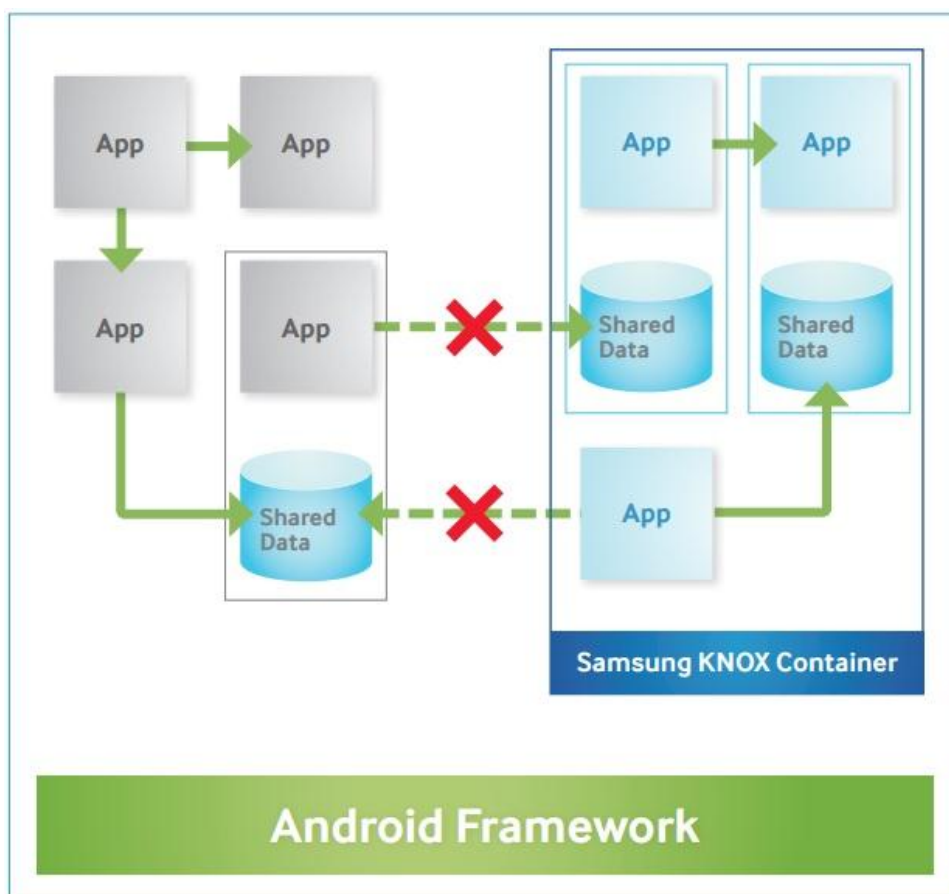 App
App
App
App
App
App
Shared
Data
Shared
Data
Shared
Data
App
Samsung KNOX Container
Android Framework